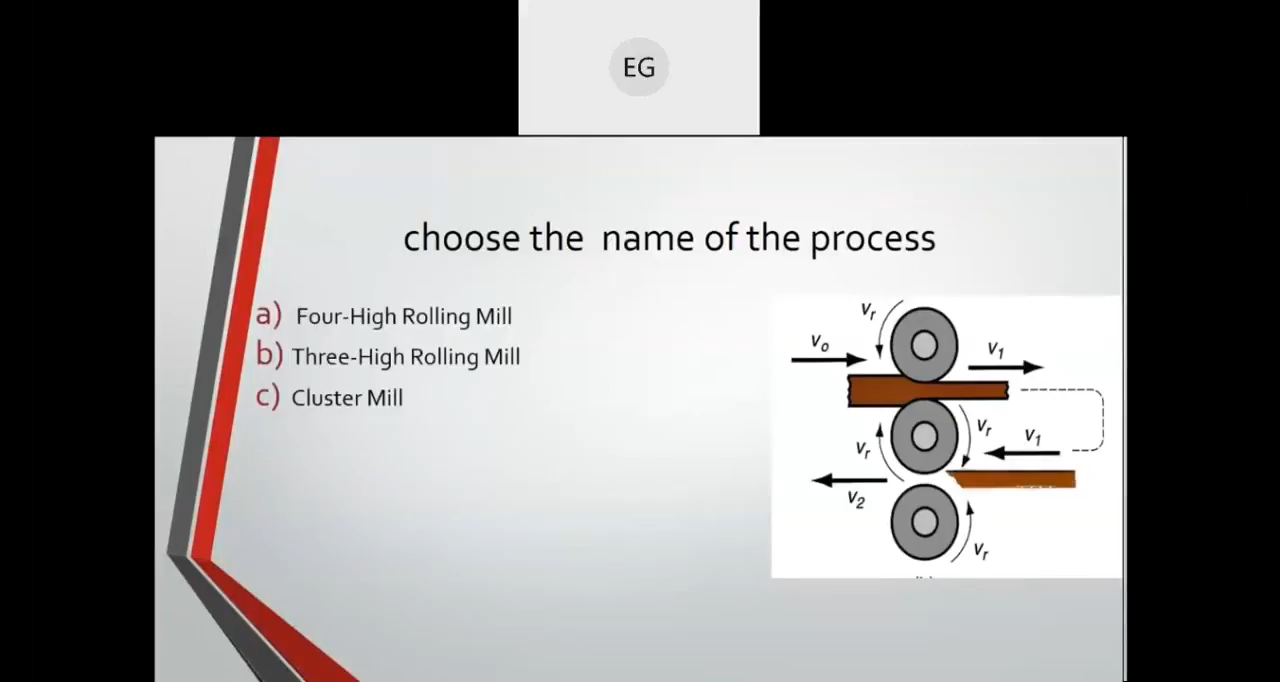 EG
choose the  name of the process
a) Four-High Rolling Mill
b) Three-High Rolling Mill
c) Cluster Mill
vr
vo
v1
vr
v1
vr
v2
vr